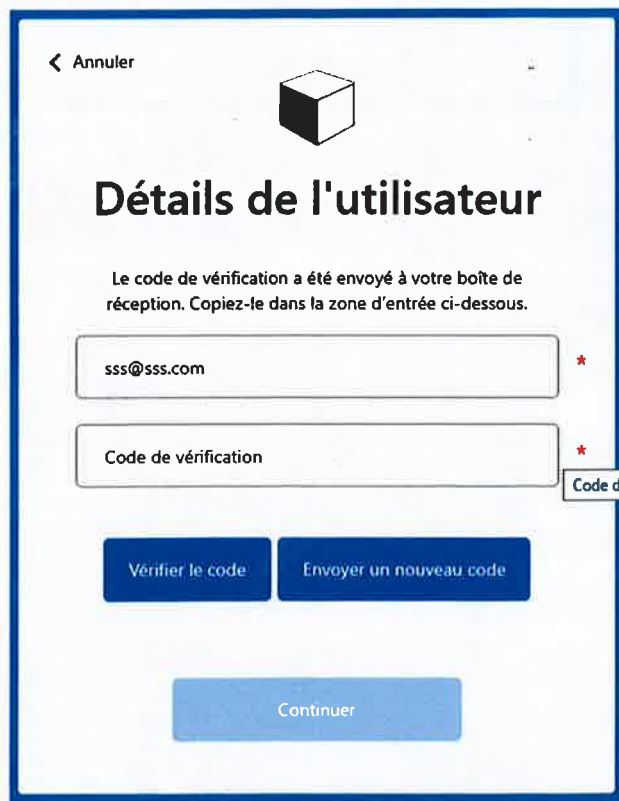 Annuler
Détails de l'utilisateur
Le code de vérification a été envoyé à votre boîte de
réception. Copiez-le dans la zone d'entrée ci-dessous.
sss@sss.com *
Code de vérification *
Code d
Vérifier le code Envoyer un nouveau code
Continuer